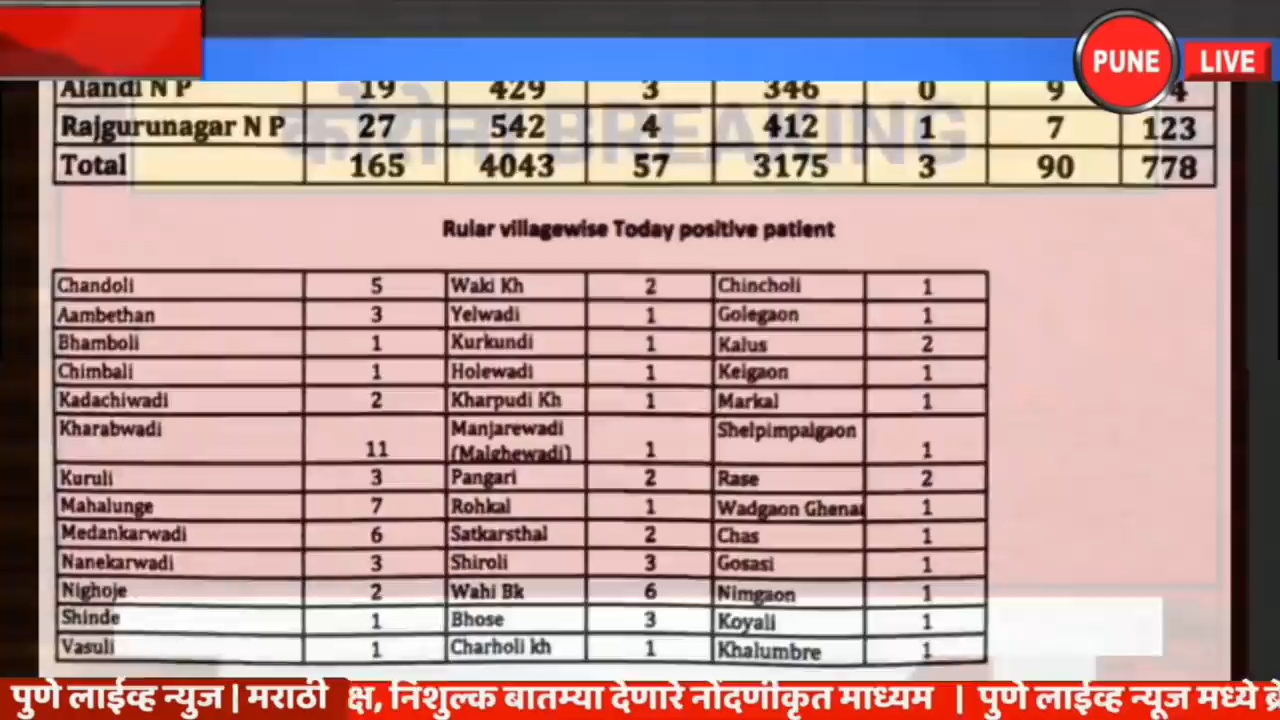 PUNE LIVE
Alandi N P 19 429 3 346 0 9 4
Rajgurunagar N P 27 542 4 412 1 7 123
Total 165 4043 57 3175 3 90 778
कोरोना BREAKING
Rular villagewise Today positive patient
Chandoli 5 Waki Kh 2 Chincholi 1
Aambethan 3 Yelwadi 1 Golegaon 1
Bhamboli 1 Kurkundi 1 Kalus 2
Chimbali 1 Holewadi 1 Kelgaon 1
Kadachiwadi 2 Kharpudi Kh 1 Markal 1
Kharabwadi 11 Manjarewadi (Malghewadi) 1 Shelpimpalgaon 1
Kuruli 3 Pangari 2 Rase 2
Mahalunge 7 Rohkal 1 Wadgaon Ghenai 1
Medankarwadi 6 Satkarsthal 2 Chas 1
Nanekarwadi 3 Shiroli 3 Gosasi 1
Nighoje 2 Wahi Bk 6 Nimgaon 1
Shinde 1 Bhose 3 Koyali 1
Vasuli 1 Charholi kh 1 Khalumbre 1
पुणे लाईव्ह न्युज | मराठी क्ष, निशुल्क बातम्या देणारे नोंदणीकृत माध्यम | पुणे लाईव्ह न्यूज मध्ये ब्रे